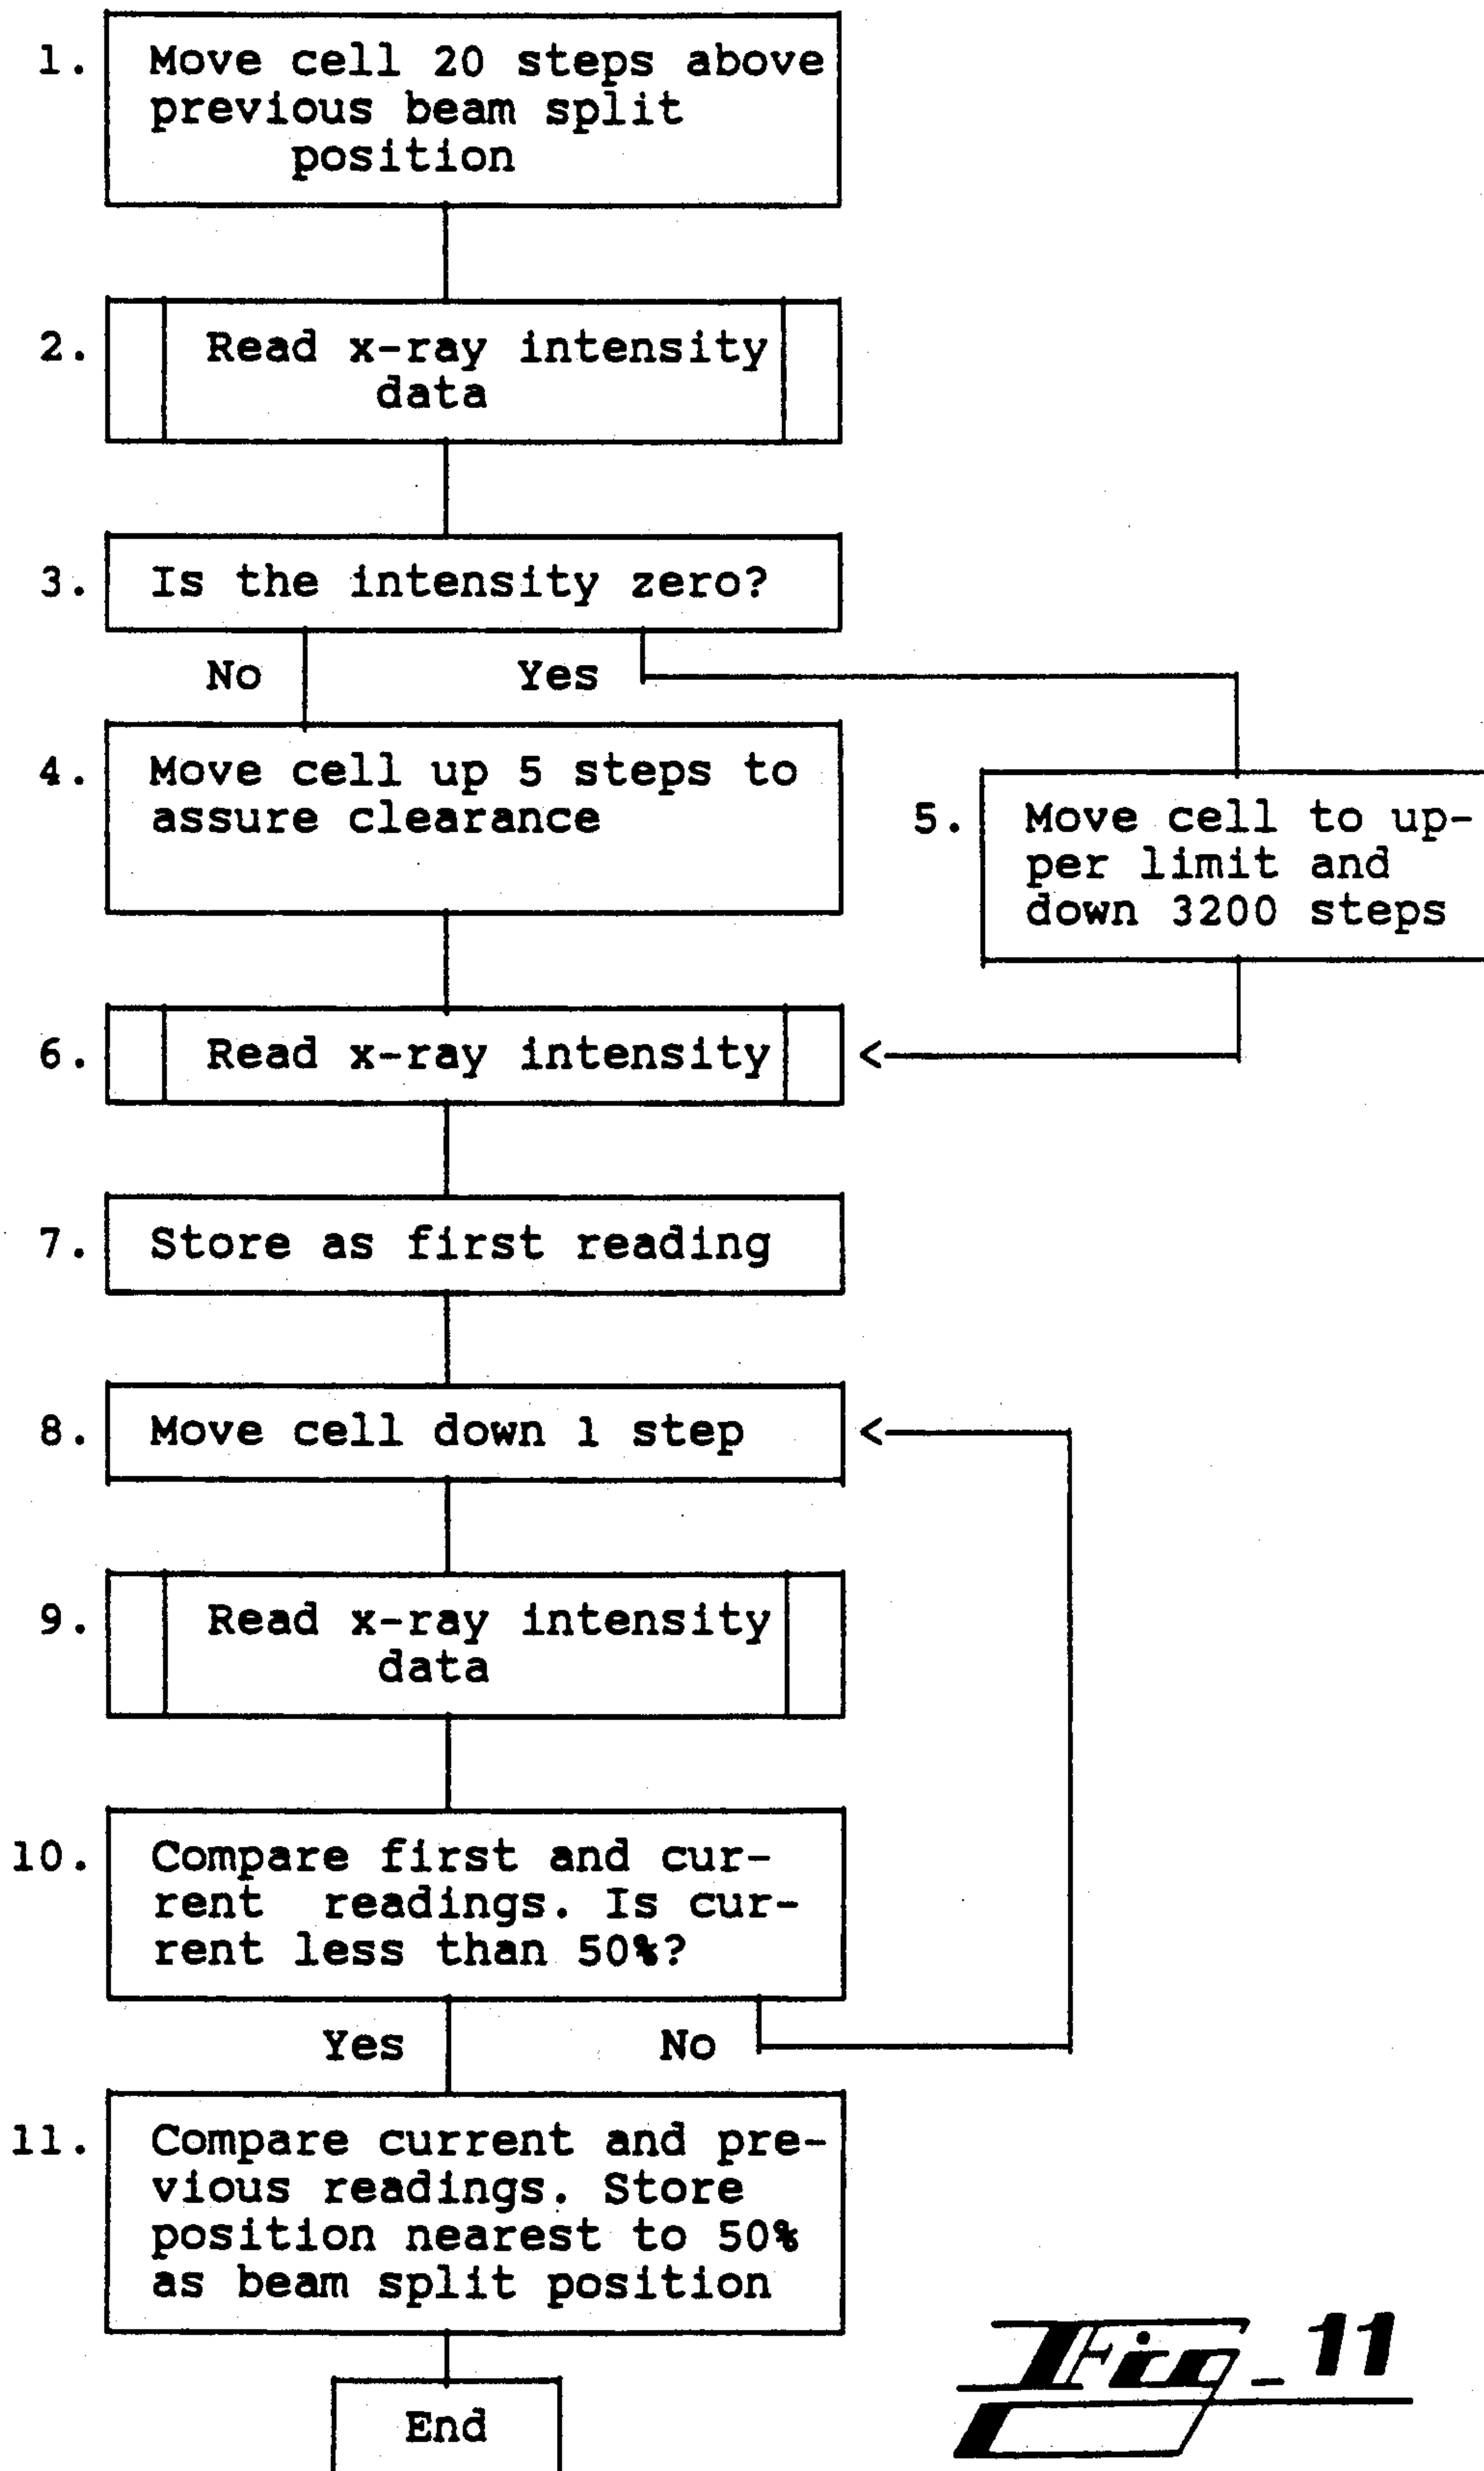 1. Move cell 20 steps above
previous beam split
position
2. Read x-ray intensity
data
3. Is the intensity zero?
No Yes
4. Move cell up 5 steps to
assure clearance
5. Move cell to up-
per limit and
down 3200 steps
6. Read x-ray intensity <
7. Store as first reading
8. Move cell down 1 step <
9. Read x-ray intensity
data
10. Compare first and cur-
rent readings. Is cur-
rent less than 50%?
Yes No
11. Compare current and pre-
vious readings. Store
position nearest to 50%
as beam split position
End
Fig_11